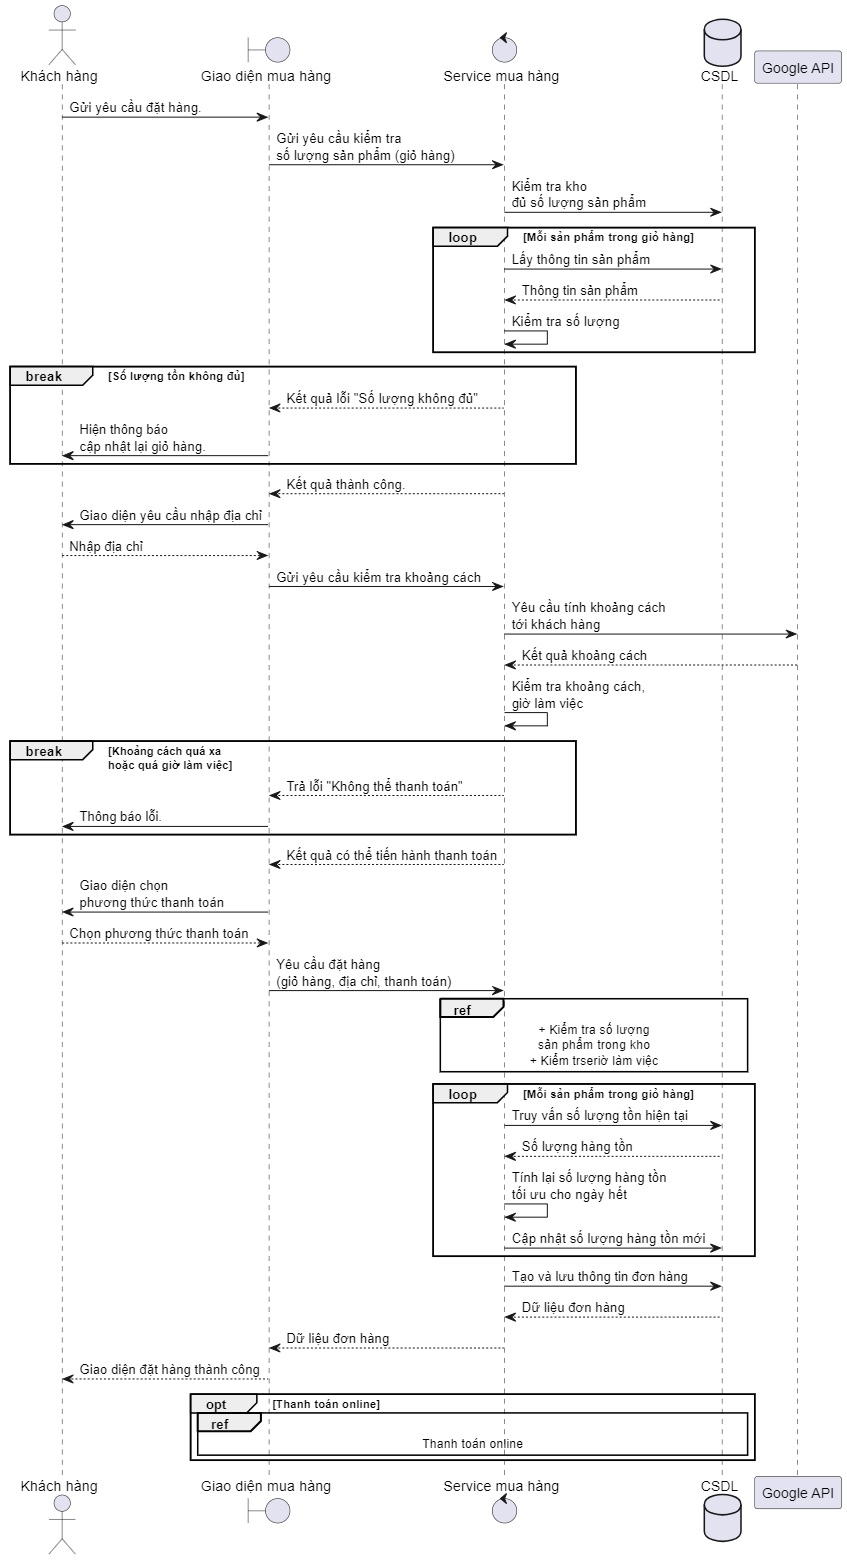 Khách hàng
Giao diện mua hàng
Service mua hàng
CSDL
Google API
Gửi yêu cầu đặt hàng.
Gửi yêu cầu kiểm tra
số lượng sản phẩm (giỏ hàng)
Kiểm tra kho
đủ số lượng sản phẩm
loop
[Mỗi sản phẩm trong giỏ hàng]
Lấy thông tin sản phẩm
Thông tin sản phẩm
Kiểm tra số lượng
break
[Số lượng tồn không đủ]
Kết quả lỗi "Số lượng không đủ"
Hiện thông báo
cập nhật lại giỏ hàng.
Kết quả thành công.
Giao diện yêu cầu nhập địa chỉ
Nhập địa chỉ
Gửi yêu cầu kiểm tra khoảng cách
Yêu cầu tính khoảng cách
tới khách hàng
Kết quả khoảng cách
Kiểm tra khoảng cách,
giờ làm việc
break
[Khoảng cách quá xa
hoặc quá giờ làm việc]
Trả lỗi "Không thể thanh toán"
Thông báo lỗi.
Kết quả có thể tiến hành thanh toán
Giao diện chọn
phương thức thanh toán
Chọn phương thức thanh toán
Yêu cầu đặt hàng
(giỏ hàng, địa chỉ, thanh toán)
ref
+ Kiểm tra số lượng
sản phẩm trong kho
+ Kiểm trseriờ làm việc
loop
[Mỗi sản phẩm trong giỏ hàng]
Truy vấn số lượng tồn hiện tại
Số lượng hàng tồn
Tính lại số lượng hàng tồn
tối ưu cho ngày hết
Cập nhật số lượng hàng tồn mới
Tạo và lưu thông tin đơn hàng
Dữ liệu đơn hàng
Dữ liệu đơn hàng
Giao diện đặt hàng thành công
opt
[Thanh toán online]
ref
Thanh toán online
Khách hàng
Giao diện mua hàng
Service mua hàng
CSDL
Google API